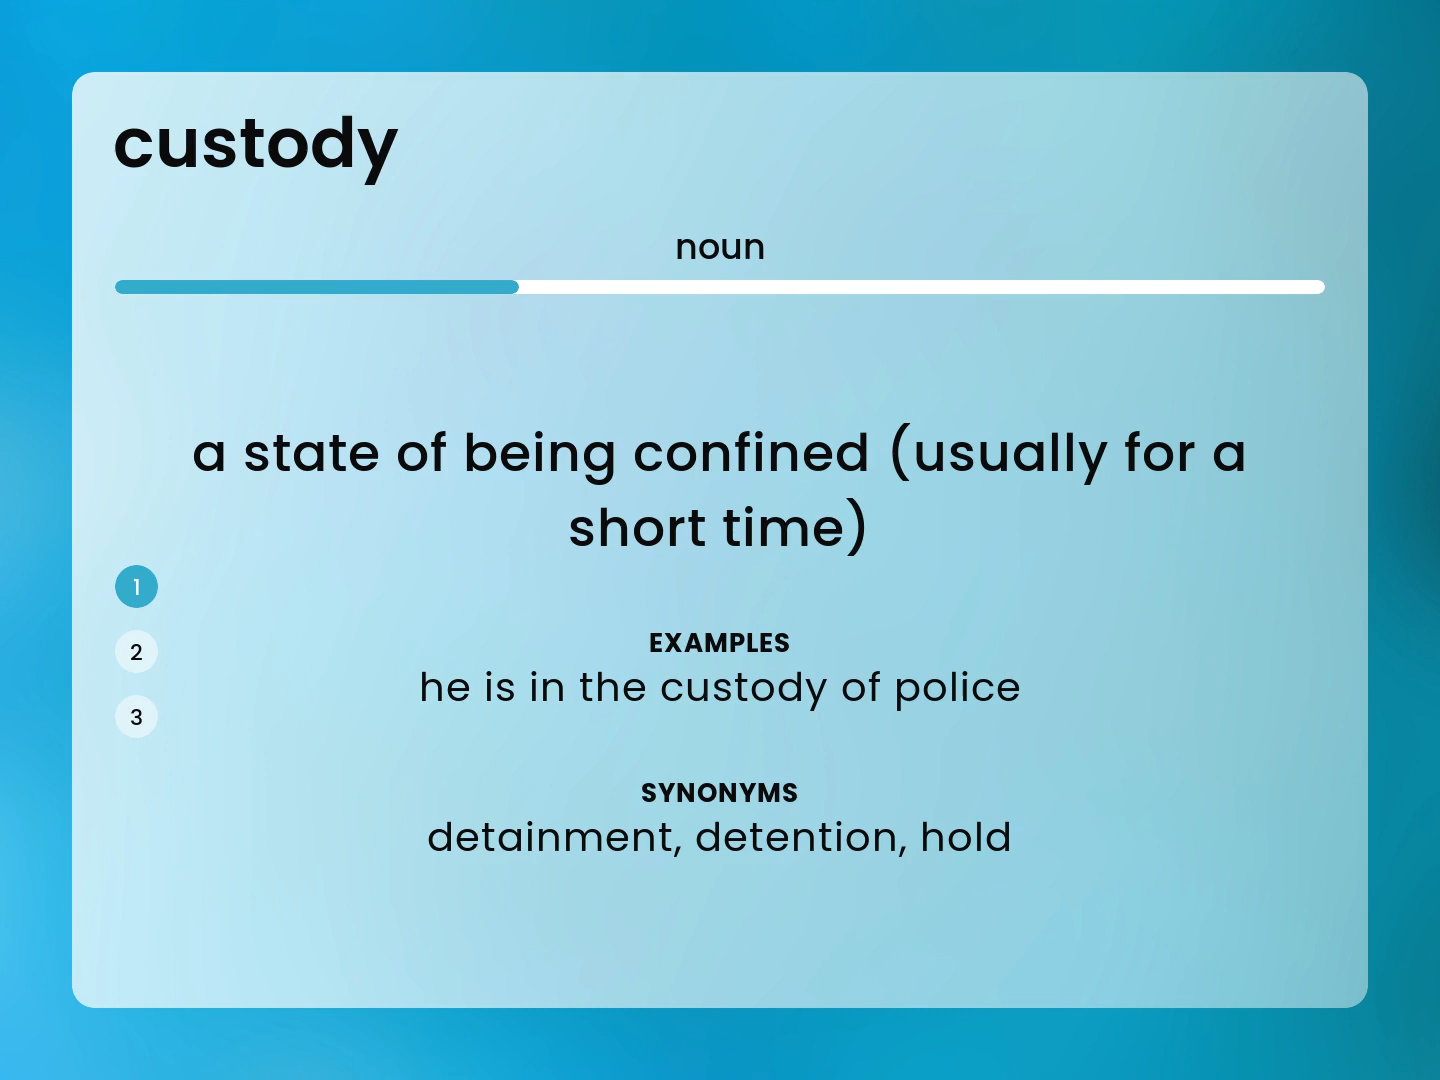 custody
noun
a state of being confined (usually for a
short time)
1
2
3
EXAMPLES
he is in the custody of police
SYNONYMS
detainment, detention, hold